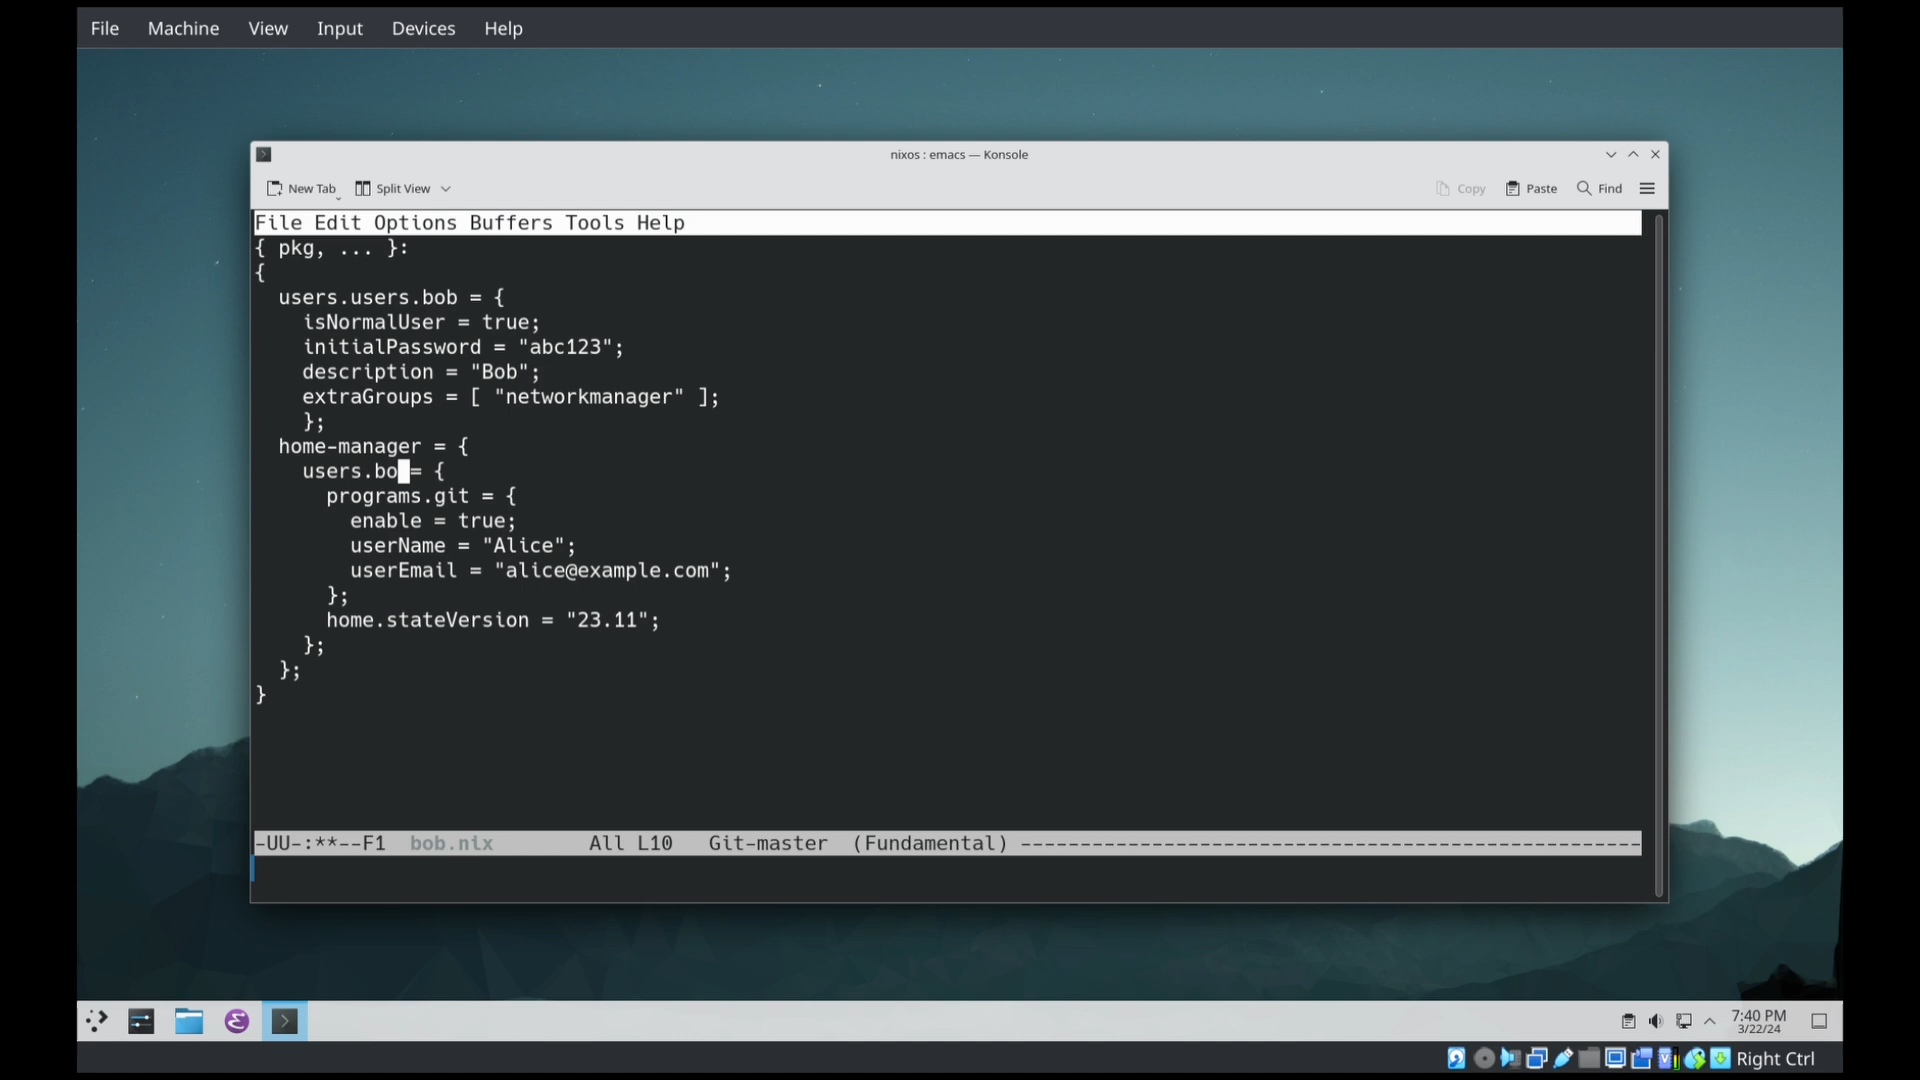 File Machine View Input Devices Help
nixos : emacs — Konsole
New Tab Split View Copy Paste Find
File Edit Options Buffers Tools Help
{ pkg, ... }:
{
  users.users.bob = {
    isNormalUser = true;
    initialPassword = "abc123";
    description = "Bob";
    extraGroups = [ "networkmanager" ];
    };
  home-manager = {
    users.bo = {
      programs.git = {
        enable = true;
        userName = "Alice";
        userEmail = "alice@example.com";
      };
      home.stateVersion = "23.11";
    };
  };
}
-UU-:**--F1  bob.nix        All L10   Git-master  (Fundamental) ----------------------------------------------------
7:40 PM
3/22/24
Right Ctrl